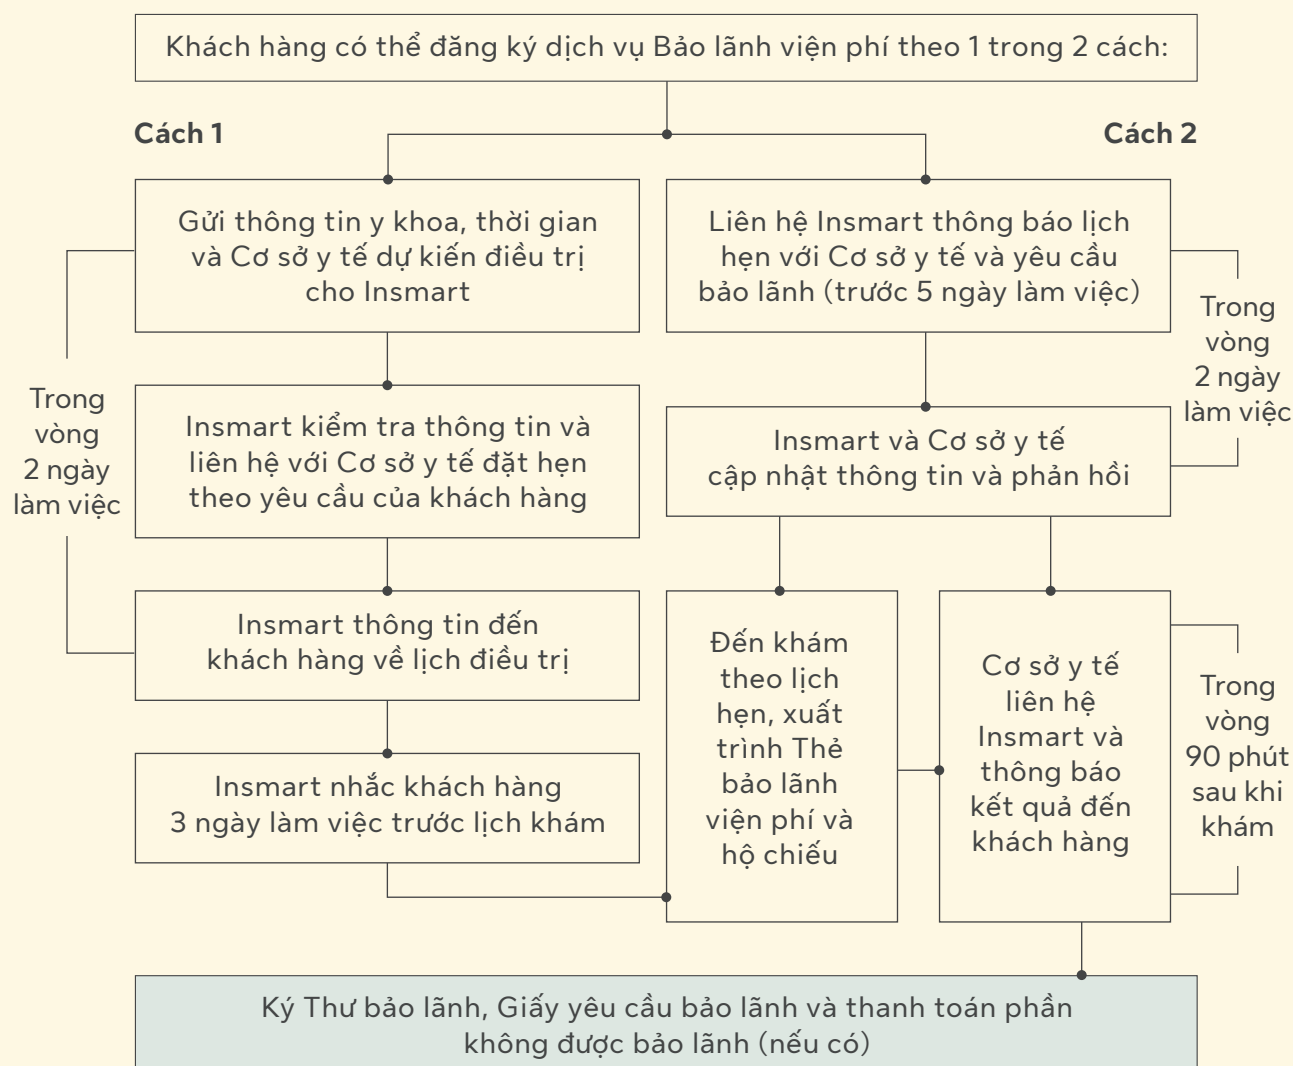 Khách hàng có thể đăng ký dịch vụ Bảo lãnh viện phí theo 1 trong 2 cách:
Cách 1
Gửi thông tin y khoa, thời gian
và Cơ sở y tế dự kiến điều trị
cho Insmart
Trong
vòng
2 ngày
làm việc
Insmart kiểm tra thông tin và
liên hệ với Cơ sở y tế đặt hẹn
theo yêu cầu của khách hàng
Insmart thông tin đến
khách hàng về lịch điều trị
Insmart nhắc khách hàng
3 ngày làm việc trước lịch khám
Cách 2
Liên hệ Insmart thông báo lịch
hẹn với Cơ sở y tế và yêu cầu
bảo lãnh (trước 5 ngày làm việc)
Trong
vòng
2 ngày
làm việc
Insmart và Cơ sở y tế
cập nhật thông tin và phản hồi
Đến khám
theo lịch
hẹn, xuất
trình Thẻ
bảo lãnh
viện phí và
hộ chiếu
Cơ sở y tế
liên hệ
Insmart và
thông báo
kết quả đến
khách hàng
Trong
vòng
90 phút
sau khi
khám
Ký Thư bảo lãnh, Giấy yêu cầu bảo lãnh và thanh toán phần
không được bảo lãnh (nếu có)